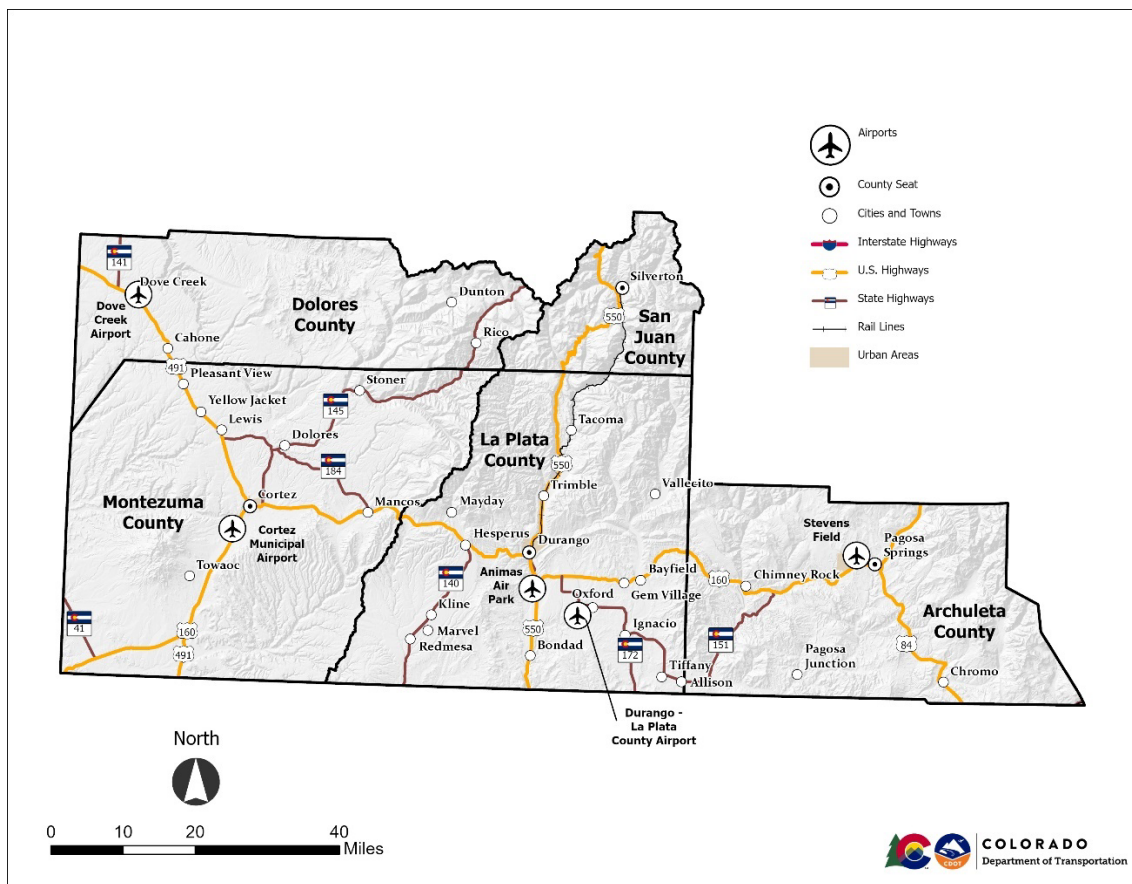 Airports
County Seat
Cities and Towns
Interstate Highways
U.S. Highways
State Highways
Rail Lines
Urban Areas
141
Dove Creek
Dove
Creek
Airport
Dolores
County
Dunton
Rico
Cahone
491
Pleasant View
Silverton
550
San
Juan
County
Stoner
145
Yellow Jacket
Lewis
Dolores
184
Tacoma
La Plata
County
550
Trimble
Vallecito
Montezuma
County
Cortez
Mancos
Cortez
Municipal
Airport
Mayday
Hesperus
Durango
Towaoc
Animas
Air
Park
140
Bayfield
Gem Village
160
Chimney Rock
Stevens
Field
Pagosa
Springs
Archuleta
County
41
160
491
Kline
Marvel
Redmesa
550
Bondad
Oxford
Ignacio
172
151
Tiffany
Allison
Pagosa
Junction
84
Chromo
Durango -
La Plata
County Airport
North
0 10 20 40
Miles
C
CDOT
COLORADO
Department of Transportation